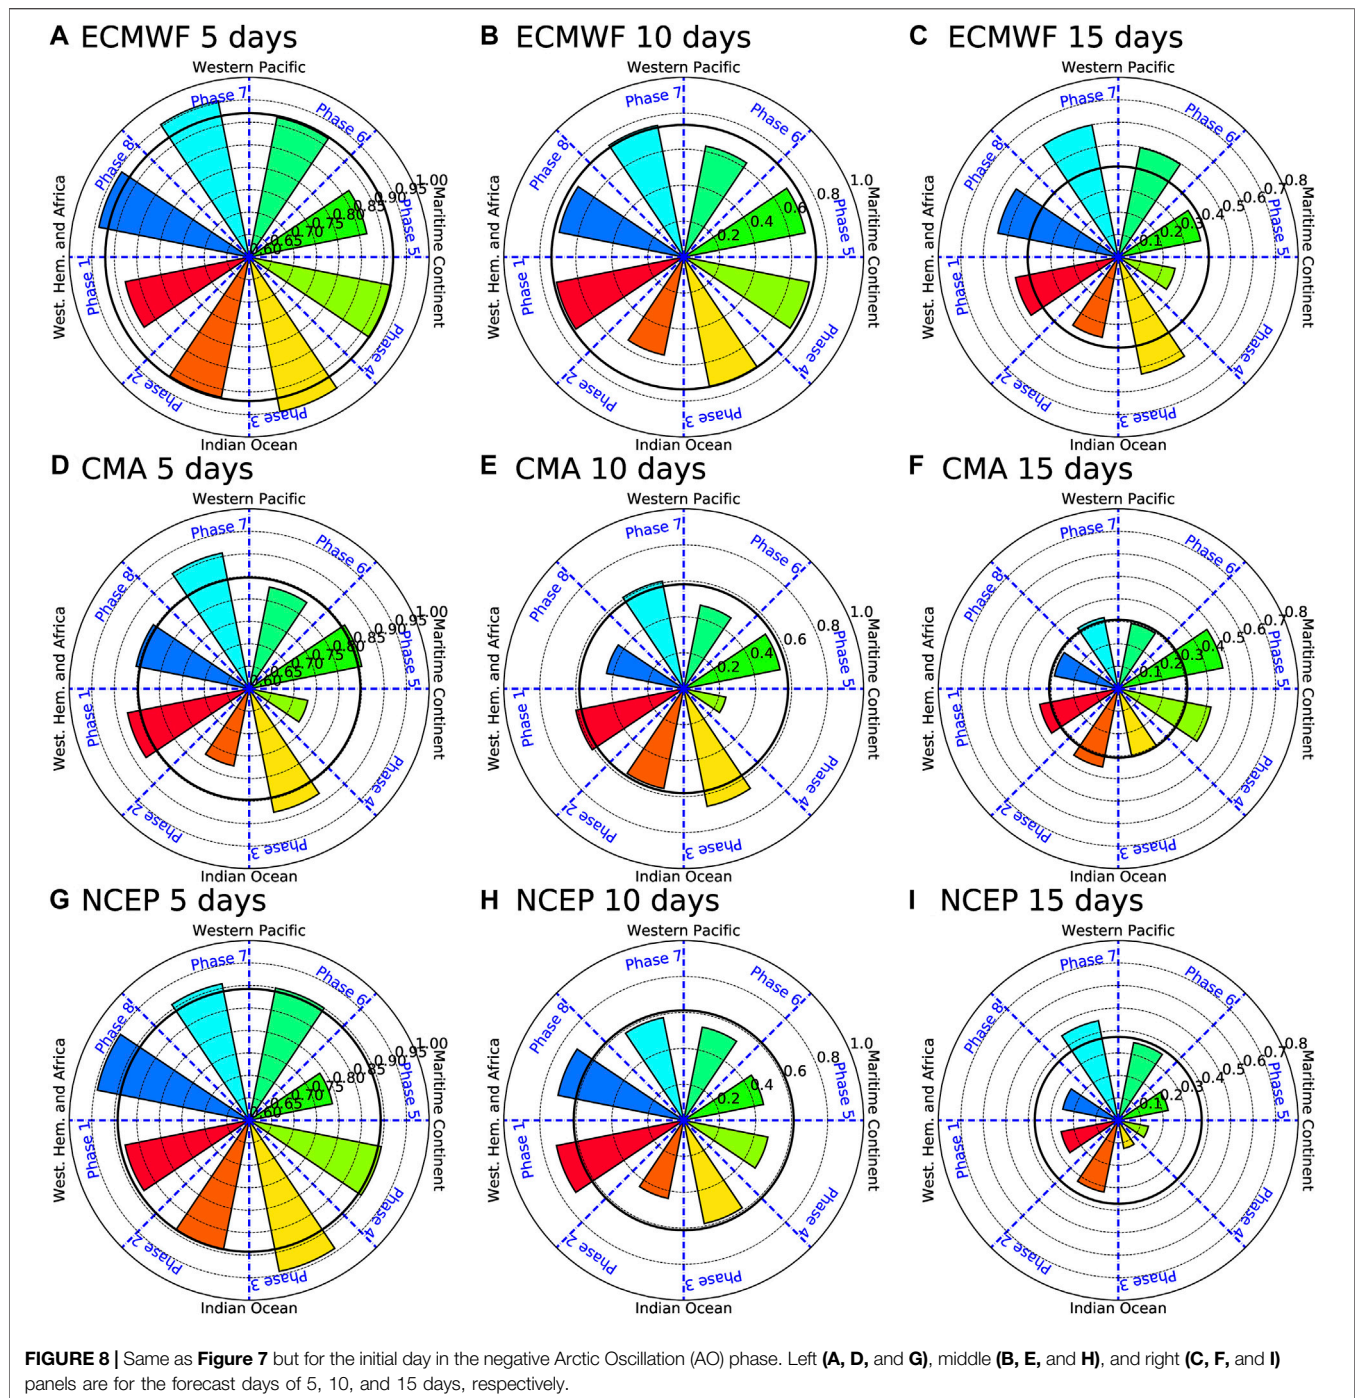 A ECMWF 5 days
Western Pacific
Phase 7
Phase 6
Phase 8
Phase 5
Phase 1
Phase 4
Phase 2
Phase 3
West. Hem. and Africa
Maritime Continent
0.60
0.65
0.70
0.75
0.80
0.85
0.90
0.95
1.00
Indian Ocean
B ECMWF 10 days
Western Pacific
Phase 7
Phase 6
Phase 8
Phase 5
Phase 1
Phase 4
Phase 2
Phase 3
West. Hem. and Africa
Maritime Continent
0.2
0.4
0.6
0.8
1.0
Indian Ocean
C ECMWF 15 days
Western Pacific
Phase 7
Phase 6
Phase 8
Phase 5
Phase 1
Phase 4
Phase 2
Phase 3
West. Hem. and Africa
Maritime Continent
0.1
0.2
0.3
0.4
0.5
0.6
0.7
0.8
Indian Ocean
D CMA 5 days
Western Pacific
Phase 7
Phase 6
Phase 8
Phase 5
Phase 1
Phase 4
Phase 2
Phase 3
West. Hem. and Africa
Maritime Continent
0.60
0.65
0.70
0.75
0.80
0.85
0.90
0.95
1.00
Indian Ocean
E CMA 10 days
Western Pacific
Phase 7
Phase 6
Phase 8
Phase 5
Phase 1
Phase 4
Phase 2
Phase 3
West. Hem. and Africa
Maritime Continent
0.2
0.4
0.6
0.8
1.0
Indian Ocean
F CMA 15 days
Western Pacific
Phase 7
Phase 6
Phase 8
Phase 5
Phase 1
Phase 4
Phase 2
Phase 3
West. Hem. and Africa
Maritime Continent
0.1
0.2
0.3
0.4
0.5
0.6
0.7
0.8
Indian Ocean
G NCEP 5 days
Western Pacific
Phase 7
Phase 6
Phase 8
Phase 5
Phase 1
Phase 4
Phase 2
Phase 3
West. Hem. and Africa
Maritime Continent
0.60
0.65
0.70
0.75
0.80
0.85
0.90
0.95
1.00
Indian Ocean
H NCEP 10 days
Western Pacific
Phase 7
Phase 6
Phase 8
Phase 5
Phase 1
Phase 4
Phase 2
Phase 3
West. Hem. and Africa
Maritime Continent
0.2
0.4
0.6
0.8
1.0
Indian Ocean
I NCEP 15 days
Western Pacific
Phase 7
Phase 6
Phase 8
Phase 5
Phase 1
Phase 4
Phase 2
Phase 3
West. Hem. and Africa
Maritime Continent
0.1
0.2
0.3
0.4
0.5
0.6
0.7
0.8
Indian Ocean
FIGURE 8 | Same as Figure 7 but for the initial day in the negative Arctic Oscillation (AO) phase. Left (A, D, and G), middle (B, E, and H), and right (C, F, and I)
panels are for the forecast days of 5, 10, and 15 days, respectively.